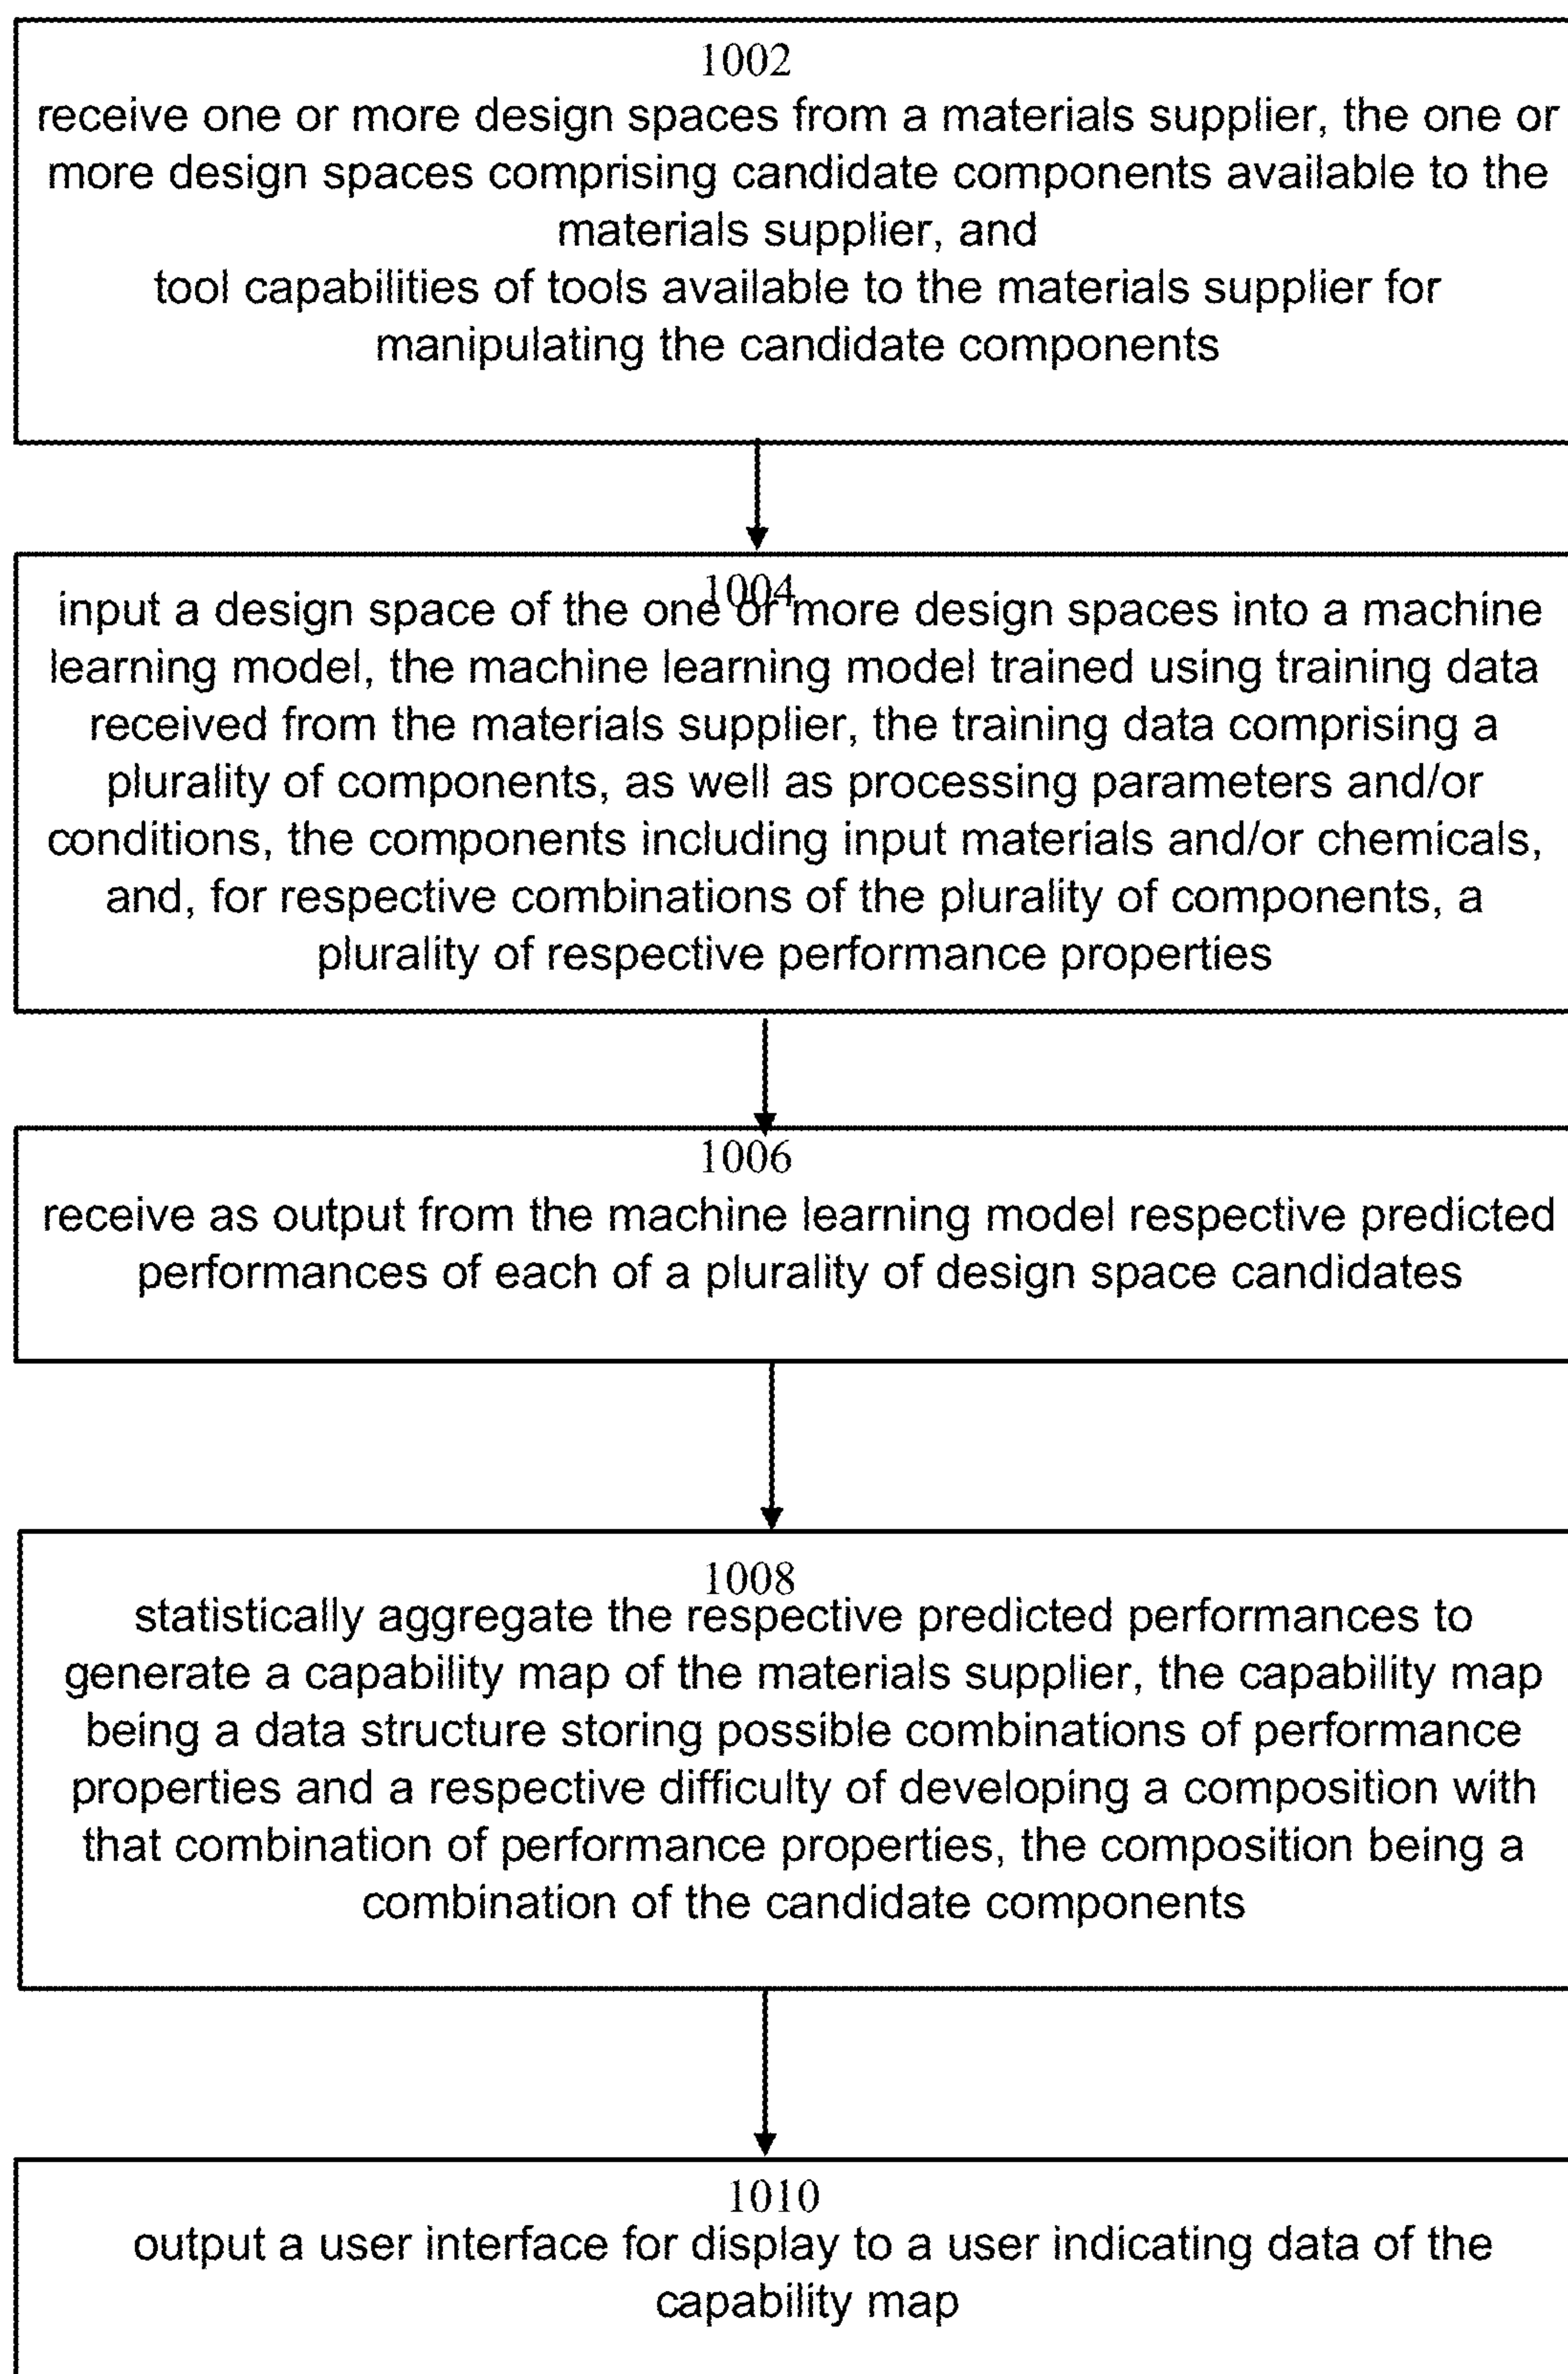 1002
receive one or more design spaces from a materials supplier, the one or
more design spaces comprising candidate components available to the
materials supplier, and
tool capabilities of tools available to the materials supplier for
manipulating the candidate components
1004
input a design space of the one or more design spaces into a machine
learning model, the machine learning model trained using training data
received from the materials supplier, the training data comprising a
plurality of components, as well as processing parameters and/or
conditions, the components including input materials and/or chemicals,
and, for respective combinations of the plurality of components, a
plurality of respective performance properties
1006
receive as output from the machine learning model respective predicted
performances of each of a plurality of design space candidates
1008
statistically aggregate the respective predicted performances to
generate a capability map of the materials supplier, the capability map
being a data structure storing possible combinations of performance
properties and a respective difficulty of developing a composition with
that combination of performance properties, the composition being a
combination of the candidate components
1010
output a user interface for display to a user indicating data of the
capability map